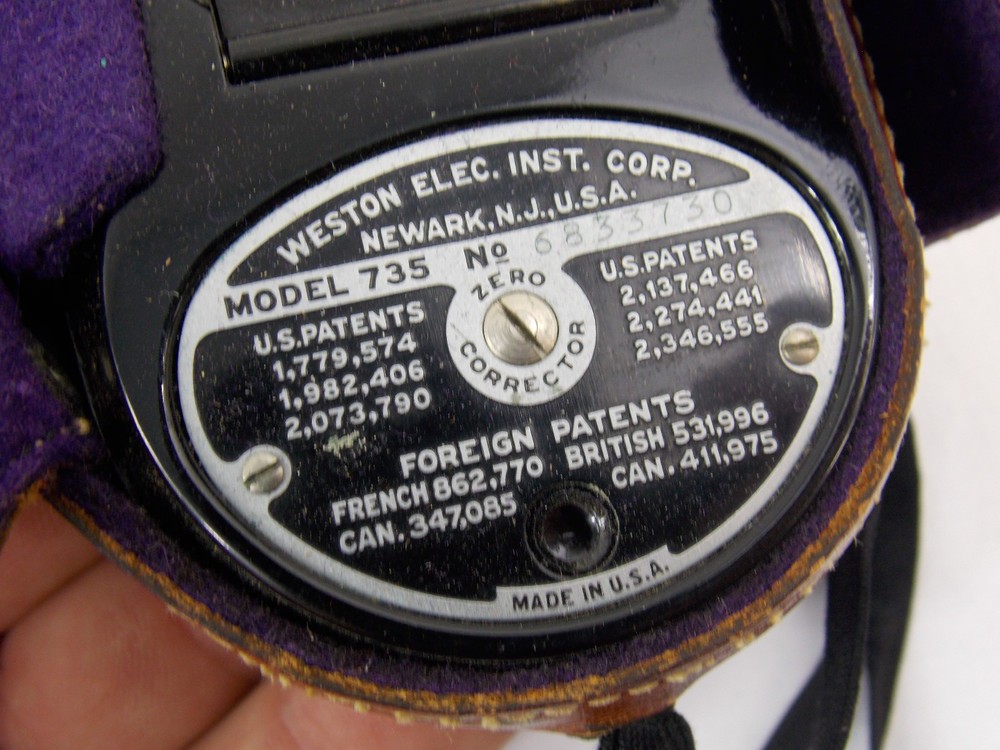 WESTON ELEC. INST. CORP.
NEWARK, N.J., U.S.A.
MODEL 735 No 6833730
ZERO
CORRECTOR
U.S. PATENTS
1,779,574
1,982,406
2,073,790
U.S. PATENTS
2,137,466
2,274,441
2,346,555
FOREIGN PATENTS
FRENCH 862,770 BRITISH 531,996
CAN. 347,085 CAN. 411,975
MADE IN U.S.A.